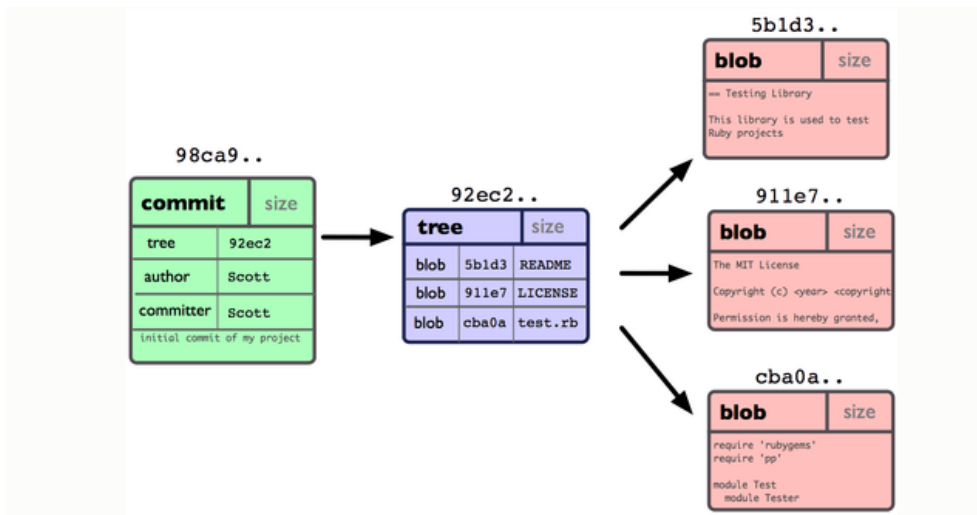 98ca9..
commit size
tree 92ec2
author Scott
committer Scott
initial commit of my project
92ec2..
tree size
blob 5b1d3 README
blob 911e7 LICENSE
blob cba0a test.rb
5b1d3..
blob size
== Testing Library
This library is used to test
Ruby projects
911e7..
blob size
The MIT License
Copyright (c) <year> <copyright
Permission is hereby granted,
cba0a..
blob size
require 'rubygems'
require 'pp'
module Test
module Tester